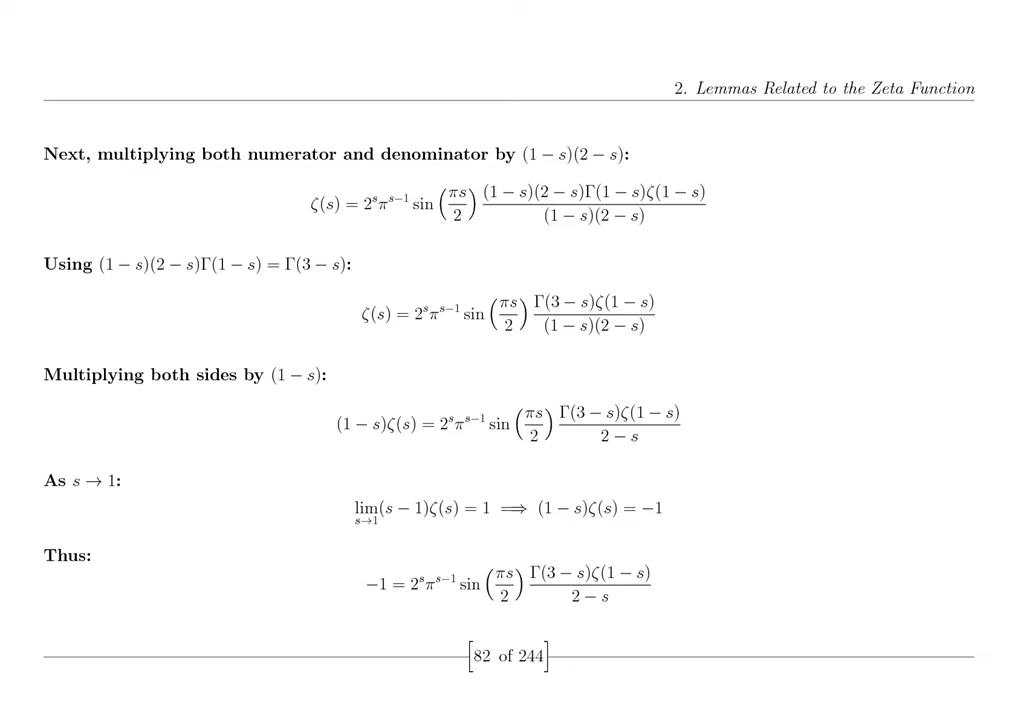 2. Lemmas Related to the Zeta Function
Next, multiplying both numerator and denominator by (1 − s)(2 − s):
ζ(s) = 2^s π^{s−1} sin (πs/2) (1 − s)(2 − s)Γ(1 − s)ζ(1 − s)/(1 − s)(2 − s)
Using (1 − s)(2 − s)Γ(1 − s) = Γ(3 − s):
ζ(s) = 2^s π^{s−1} sin (πs/2) Γ(3 − s)ζ(1 − s)/(1 − s)(2 − s)
Multiplying both sides by (1 − s):
(1 − s)ζ(s) = 2^s π^{s−1} sin (πs/2) Γ(3 − s)ζ(1 − s)/2 − s
As s → 1:
lim_{s→1} (s − 1)ζ(s) = 1 ⟹ (1 − s)ζ(s) = −1
Thus:
−1 = 2^s π^{s−1} sin (πs/2) Γ(3 − s)ζ(1 − s)/2 − s
[82 of 244]